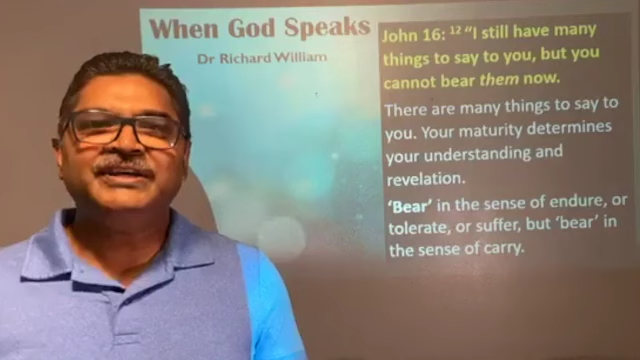 When God Speaks
Dr Richard William
John 16: ¹² “I still have many
things to say to you, but you
cannot bear them now.
There are many things to say to
you. Your maturity determines
your understanding and
revelation.
‘Bear’ in the sense of endure, or
tolerate, or suffer, but ‘bear’ in
the sense of carry.